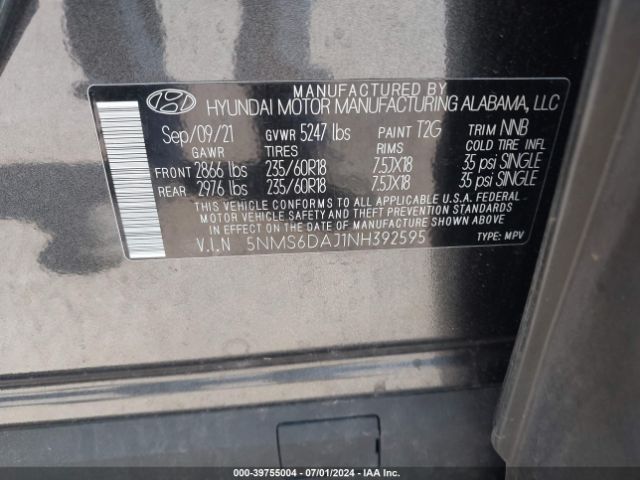 MANUFACTURED BY
HYUNDAI MOTOR MANUFACTURING ALABAMA, LLC
Sep/09/21 GVWR 5247 lbs PAINT T2G TRIM NNB
GAWR TIRES RIMS COLD TIRE INFL
FRONT 2866 lbs 235/60R18 7.5JX18 35 psi SINGLE
REAR 2976 lbs 235/60R18 7.5JX18 35 psi SINGLE
THIS VEHICLE CONFORMS TO ALL APPLICABLE U.S.A. FEDERAL
MOTOR VEHICLE SAFETY, BUMPER, AND THEFT PREVENTION STANDARDS
IN EFFECT ON THE DATE OF MANUFACTURE SHOWN ABOVE.
V.I.N 5NMS6DAJ1NH392595 TYPE: MPV
000-39755004 - 07/01/2024 - IAAI.COM